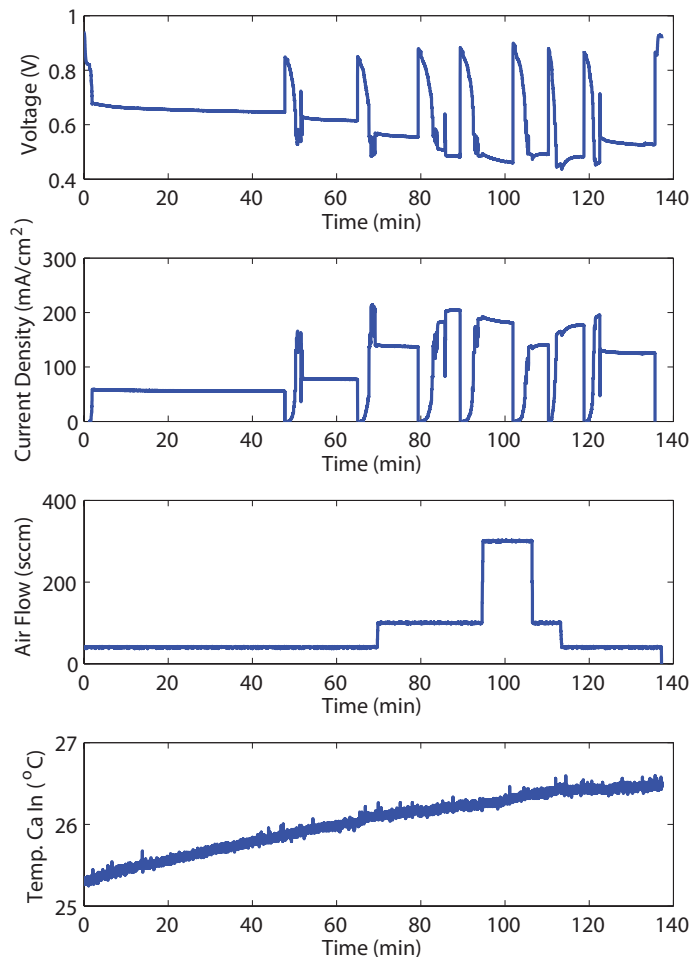 1
0.8
0.6
0.4
Voltage (V)
0 20 40 60 80 100 120 140
Time (min)
300
200
100
0
Current Density (mA/cm²)
0 20 40 60 80 100 120 140
Time (min)
400
200
0
Air Flow (sccm)
0 20 40 60 80 100 120 140
Time (min)
27
26
25
Temp. Ca In (°C)
0 20 40 60 80 100 120 140
Time (min)